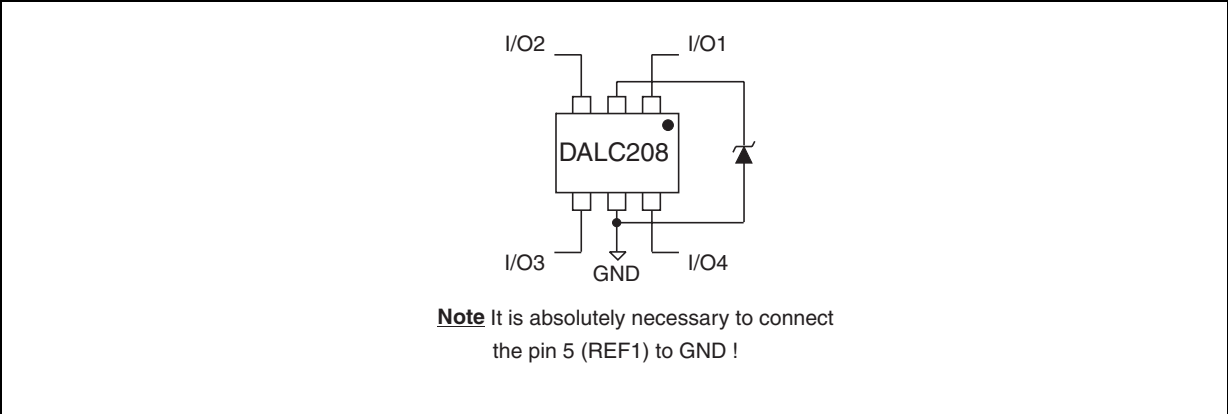 I/O2
I/O1
DALC208
I/O3
I/O4
GND
Note It is absolutely necessary to connect
the pin 5 (REF1) to GND !